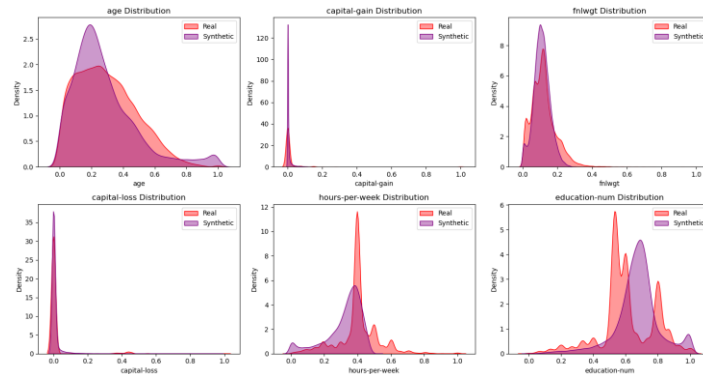 age Distribution
Real
Synthetic
2.5
2.0
1.5
1.0
0.5
0.0
Density
0.0 0.2 0.4 0.6 0.8 1.0
age
capital-gain Distribution
Real
Synthetic
120
100
80
60
40
20
0
Density
0.0 0.2 0.4 0.6 0.8 1.0
capital-gain
fnlwgt Distribution
Real
Synthetic
8
6
4
2
0
Density
0.0 0.2 0.4 0.6 0.8 1.0
fnlwgt
capital-loss Distribution
Real
Synthetic
35
30
25
20
15
10
5
0
Density
0.0 0.2 0.4 0.6 0.8 1.0
capital-loss
hours-per-week Distribution
Real
Synthetic
12
10
8
6
4
2
0
Density
0.0 0.2 0.4 0.6 0.8 1.0
hours-per-week
education-num Distribution
Real
Synthetic
6
5
4
3
2
1
0
Density
0.0 0.2 0.4 0.6 0.8 1.0
education-num